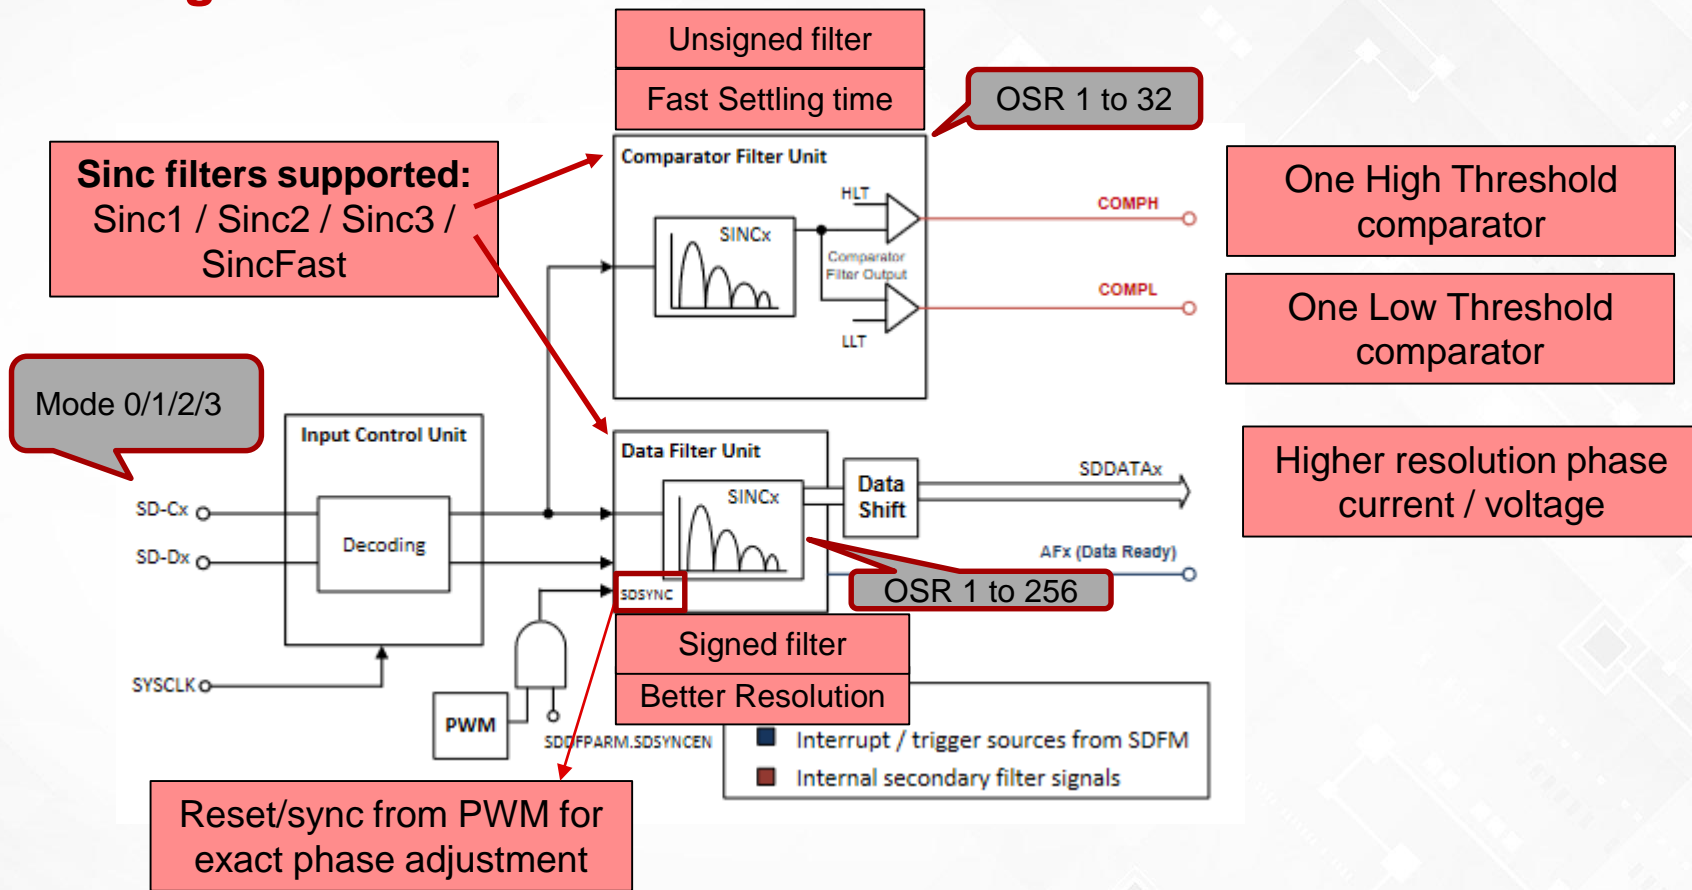 Unsigned filter
Fast Settling time
OSR 1 to 32
Sinc filters supported:
Sinc1 / Sinc2 / Sinc3 /
SincFast
Comparator Filter Unit
HLT
SINCx
Comparator
Filter Output
LLT
COMPH
COMPL
One High Threshold
comparator
One Low Threshold
comparator
Mode 0/1/2/3
Input Control Unit
SD-Cx
SD-Dx
Decoding
SYSCLK
Data Filter Unit
SINCx
SDSYNC
Data
Shift
SDDATAx
AFx (Data Ready)
OSR 1 to 256
Higher resolution phase
current / voltage
Signed filter
Better Resolution
PWM
SDDFPARM.SDSYNCEN
Interrupt / trigger sources from SDFM
Internal secondary filter signals
Reset/sync from PWM for
exact phase adjustment